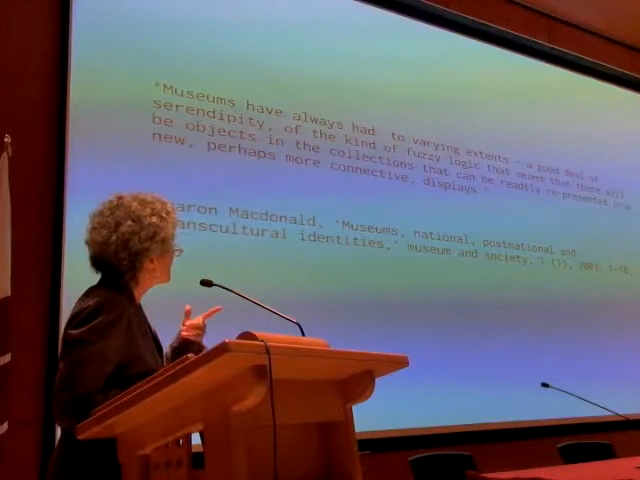 "Museums have always had to varying extents - a good deal of
serendipity, of the kind of fuzzy logic that means that there will
be objects in the collections that can be readily re-presented in
new, perhaps more connective, displays."
aron Macdonald, "Museums, national, postnational and
anscultural identities," museum and society, 1 (1), 2003: 1-16.